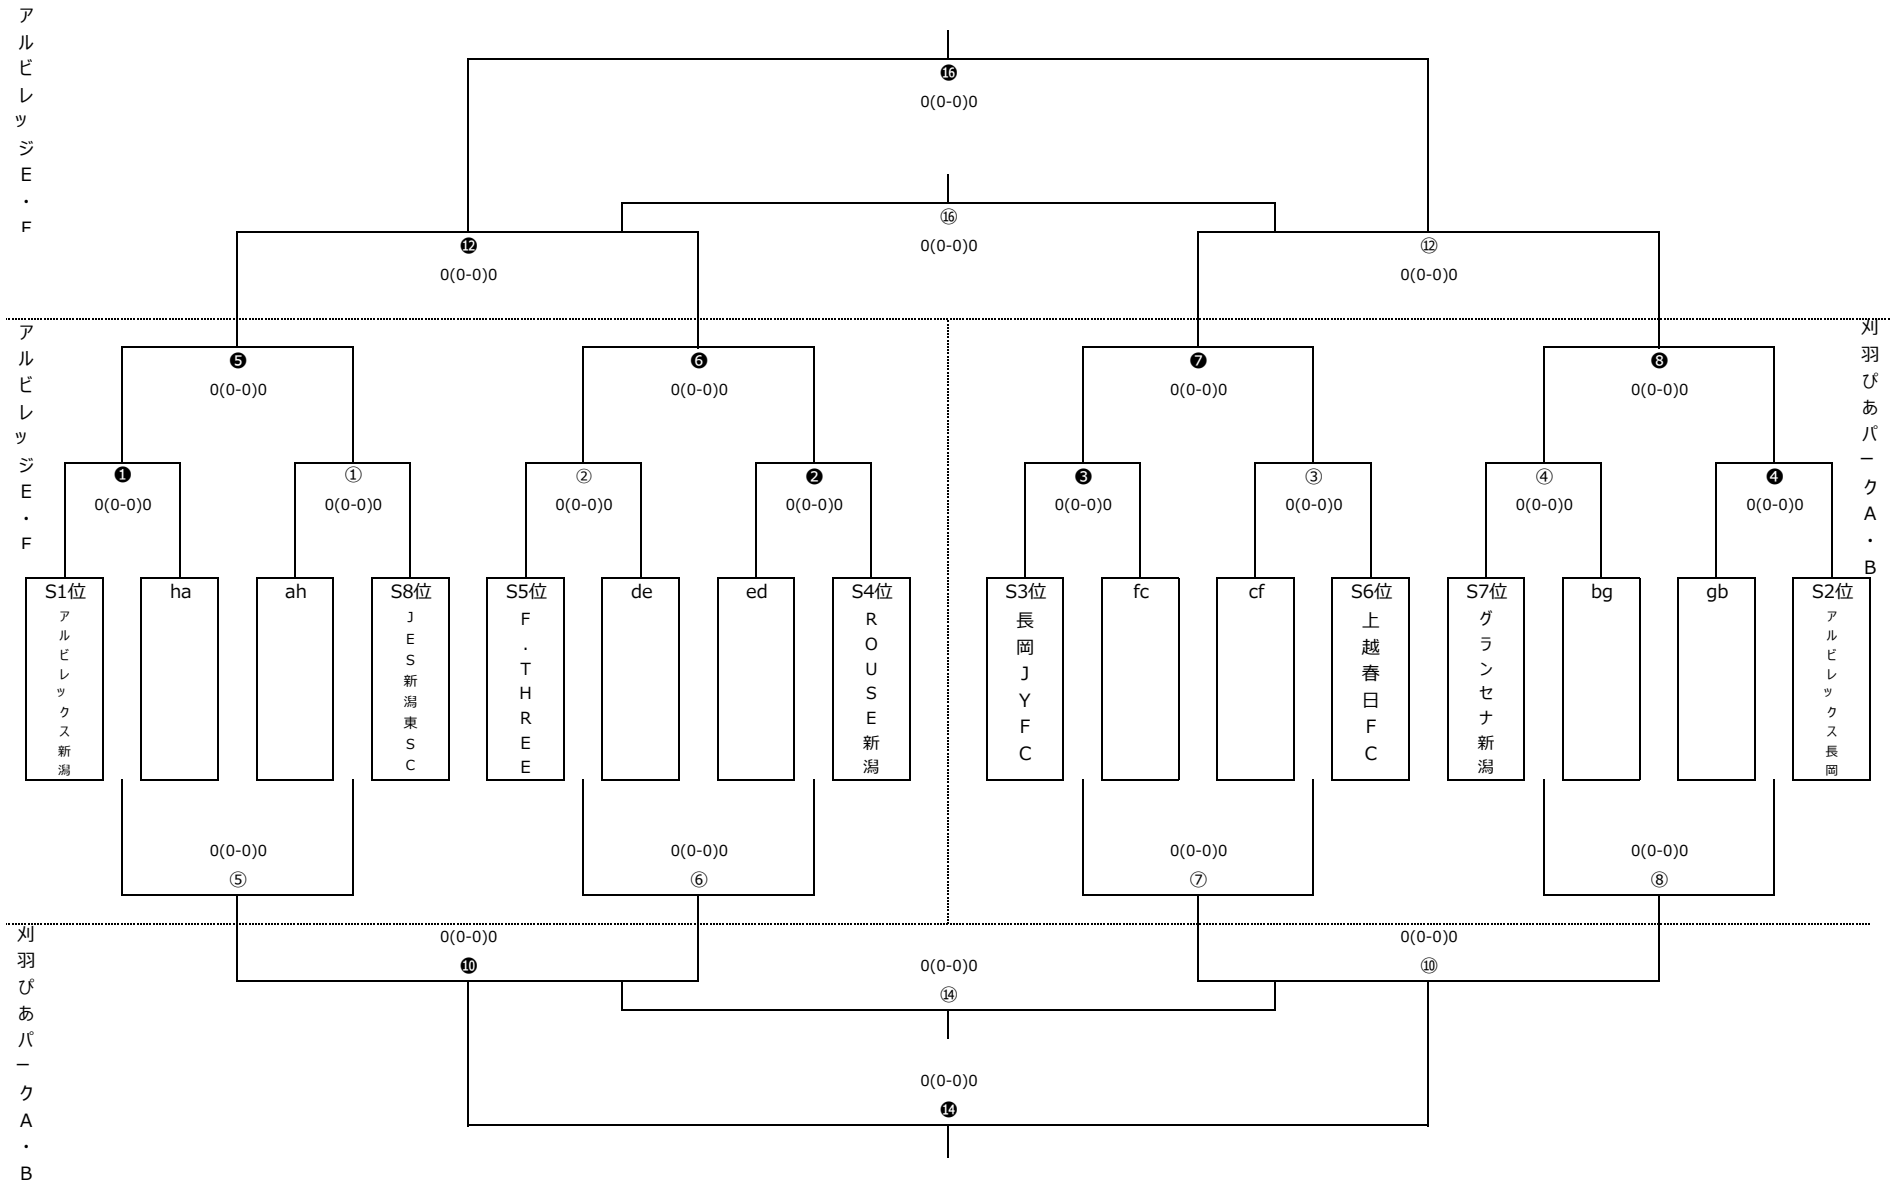 アルビレッジE・F
⓰
0(0-0)0
⑯
0(0-0)0
⓬
0(0-0)0
⑫
0(0-0)0
アルビレッジE・F
刈羽ぴあパークA・B
❺
0(0-0)0
❻
0(0-0)0
❼
0(0-0)0
❽
0(0-0)0
❶
0(0-0)0
①
0(0-0)0
②
0(0-0)0
❷
0(0-0)0
❸
0(0-0)0
③
0(0-0)0
④
0(0-0)0
❹
0(0-0)0
S1位
アルビレックス新潟
ha
ah
S8位
JES新潟東SC
S5位
F.THREE
de
ed
S4位
ROUSE新潟
S3位
長岡JYFC
fc
cf
S6位
上越春日FC
S7位
グランセナ新潟
bg
gb
S2位
アルビレックス長岡
0(0-0)0
⑤
0(0-0)0
⑥
0(0-0)0
⑦
0(0-0)0
⑧
刈羽ぴあパークA・B
0(0-0)0
❿
0(0-0)0
⑩
0(0-0)0
⑭
0(0-0)0
⓮